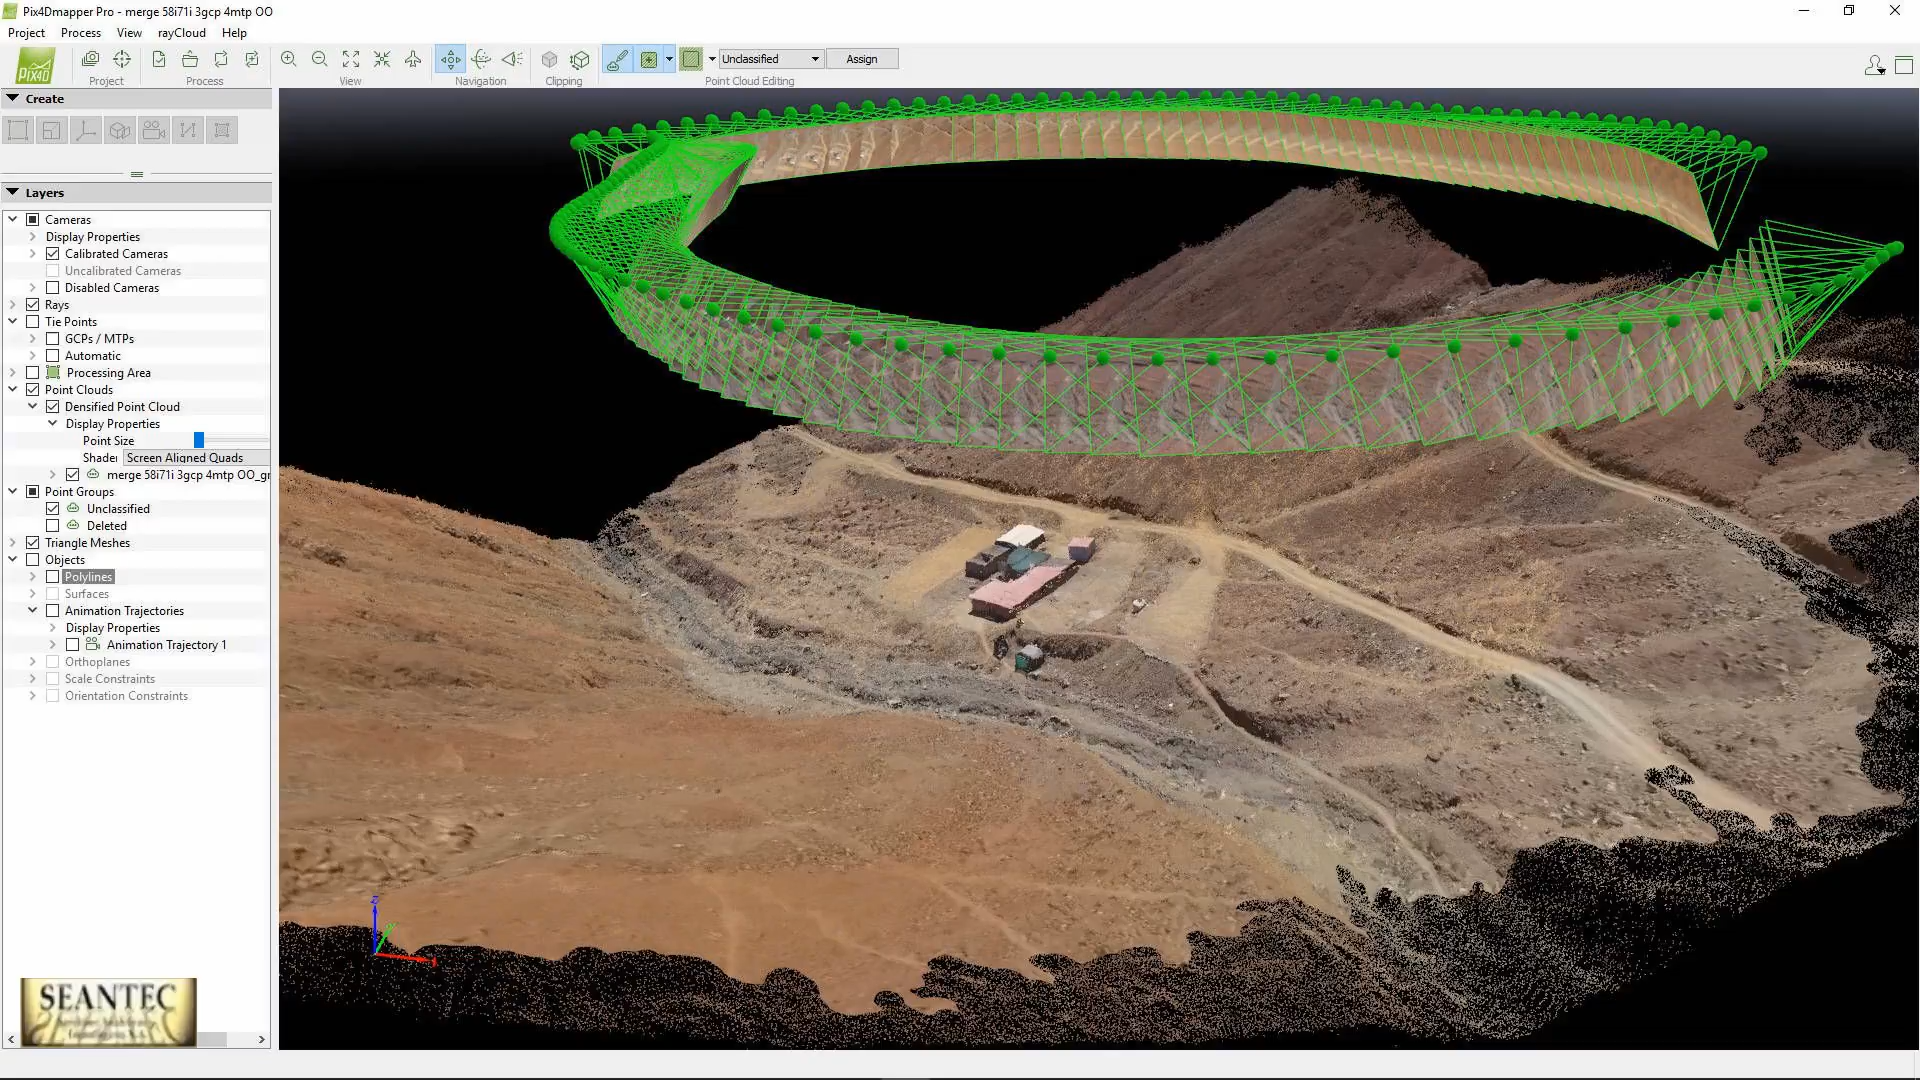 Pix4Dmapper Pro - merge 58i71i 3gcp 4mtp OO
Project Process View rayCloud Help
PIX4D
Unclassified Assign
Project Process View Navigation Clipping Point Cloud Editing
Create
Layers
Cameras
Display Properties
Calibrated Cameras
Uncalibrated Cameras
Disabled Cameras
Rays
Tie Points
GCPs / MTPs
Automatic
Processing Area
Point Clouds
Densified Point Cloud
Display Properties
Point Size
Shader Screen Aligned Quads
merge 58i71i 3gcp 4mtp OO_gr
Point Groups
Unclassified
Deleted
Triangle Meshes
Objects
Polylines
Surfaces
Animation Trajectories
Display Properties
Animation Trajectory 1
Orthoplanes
Scale Constraints
Orientation Constraints
SEANTEC